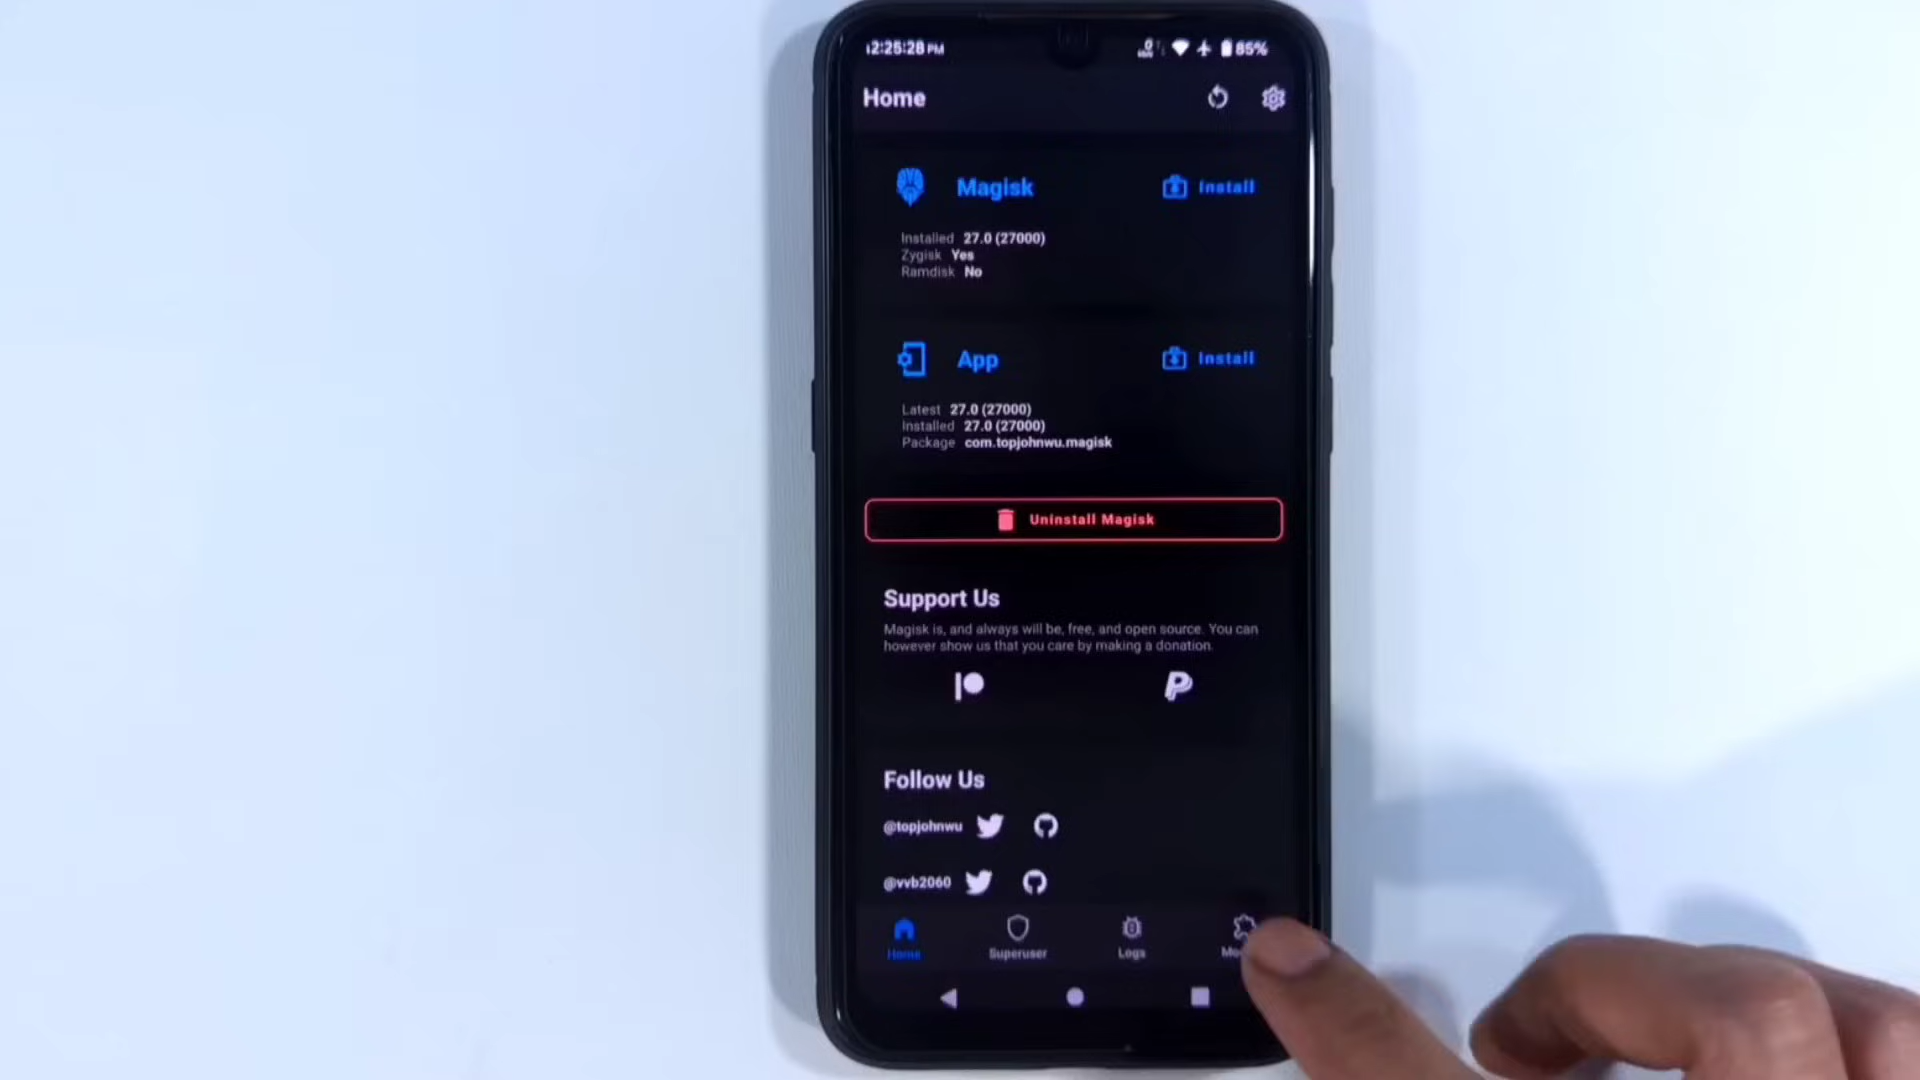 12:25:28 PM
85%
Home
Magisk
Install
Installed 27.0 (27000)
Zygisk Yes
Ramdisk No
App
Install
Latest 27.0 (27000)
Installed 27.0 (27000)
Package com.topjohnwu.magisk
Uninstall Magisk
Support Us
Magisk is, and always will be, free, and open source. You can
however show us that you care by making a donation.
Follow Us
@topjohnwu
@vvb2060
Home Superuser Logs